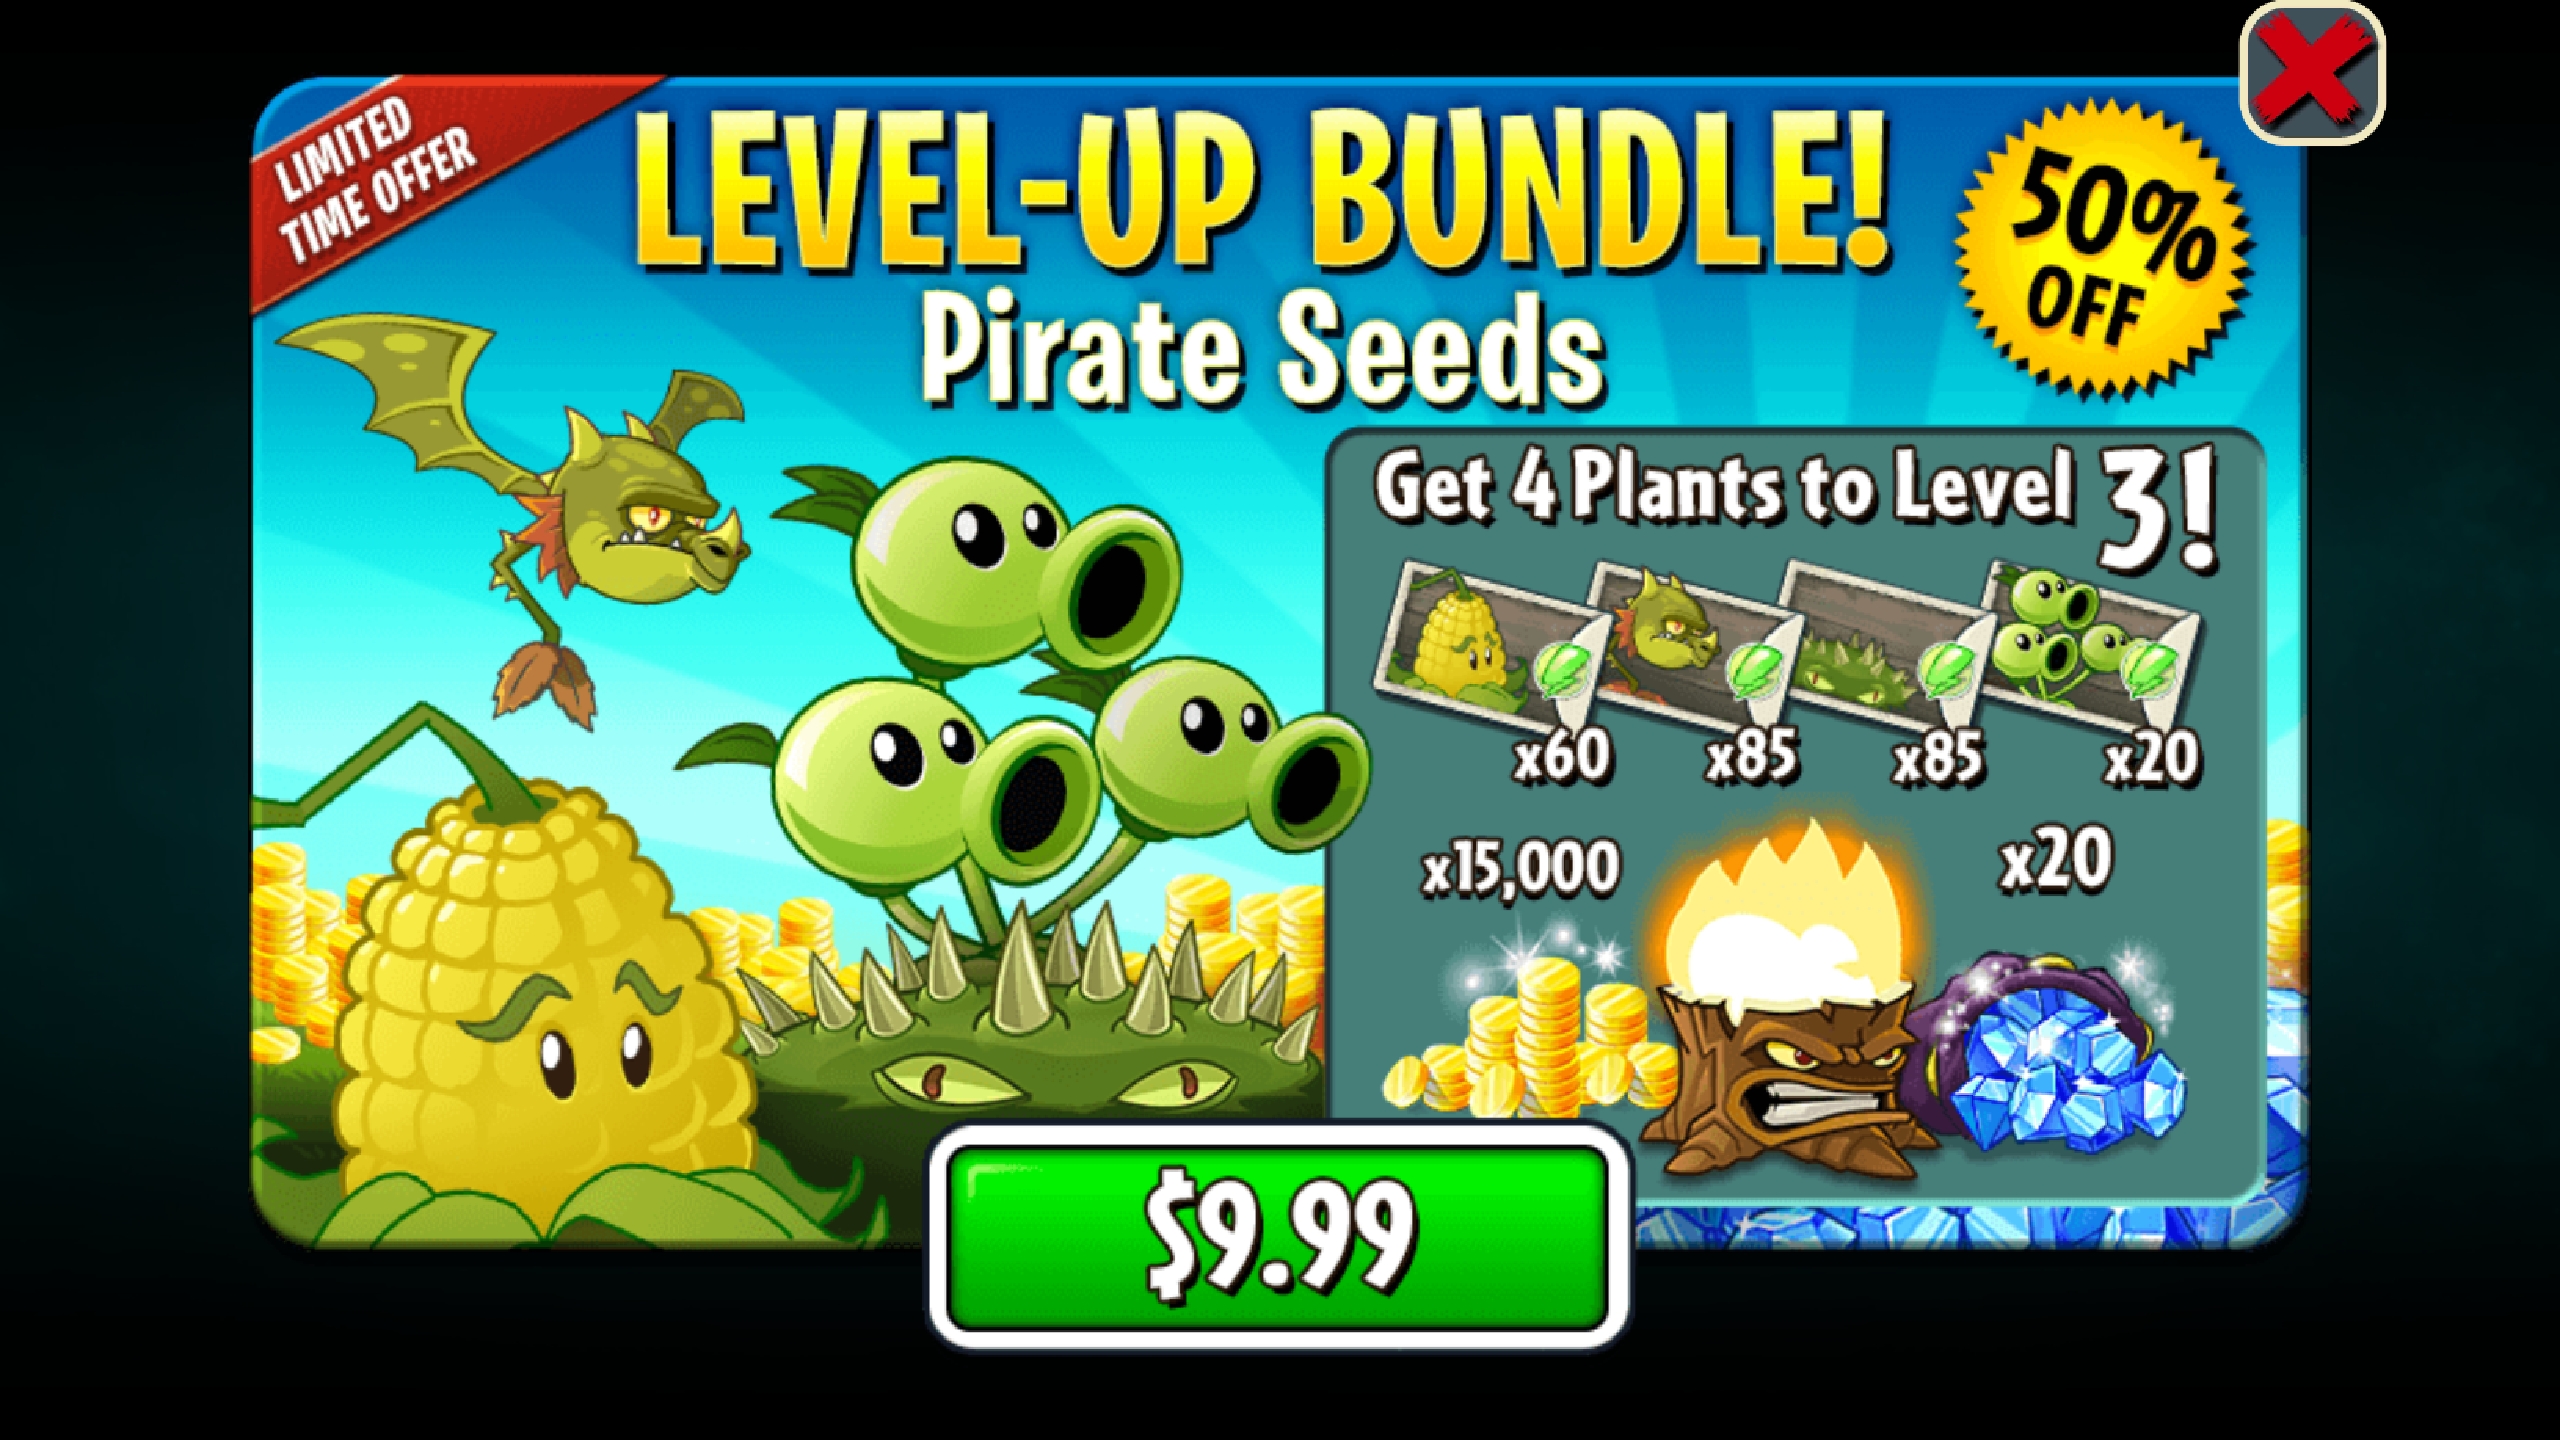 LIMITED
TIME OFFER
LEVEL-UP BUNDLE!
Pirate Seeds
50%
OFF
Get 4 Plants to Level 3!
x60 x85 x85 x20
x15,000 x20
$9.99